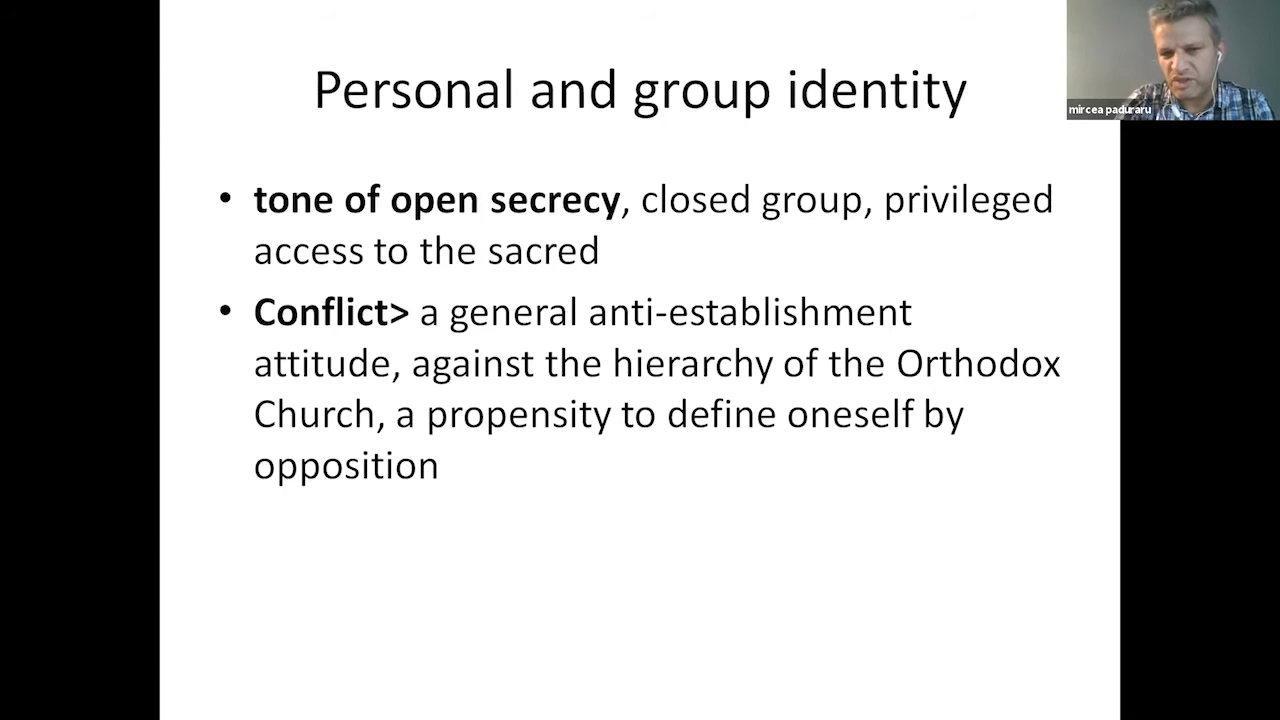 Personal and group identity
mircea paduraru
• tone of open secrecy, closed group, privileged
access to the sacred
• Conflict> a general anti-establishment
attitude, against the hierarchy of the Orthodox
Church, a propensity to define oneself by
opposition